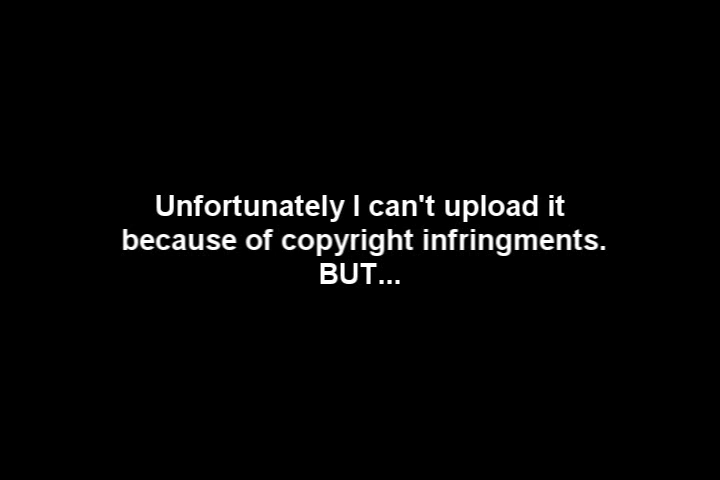 Unfortunately I can't upload it
because of copyright infringments.
BUT...